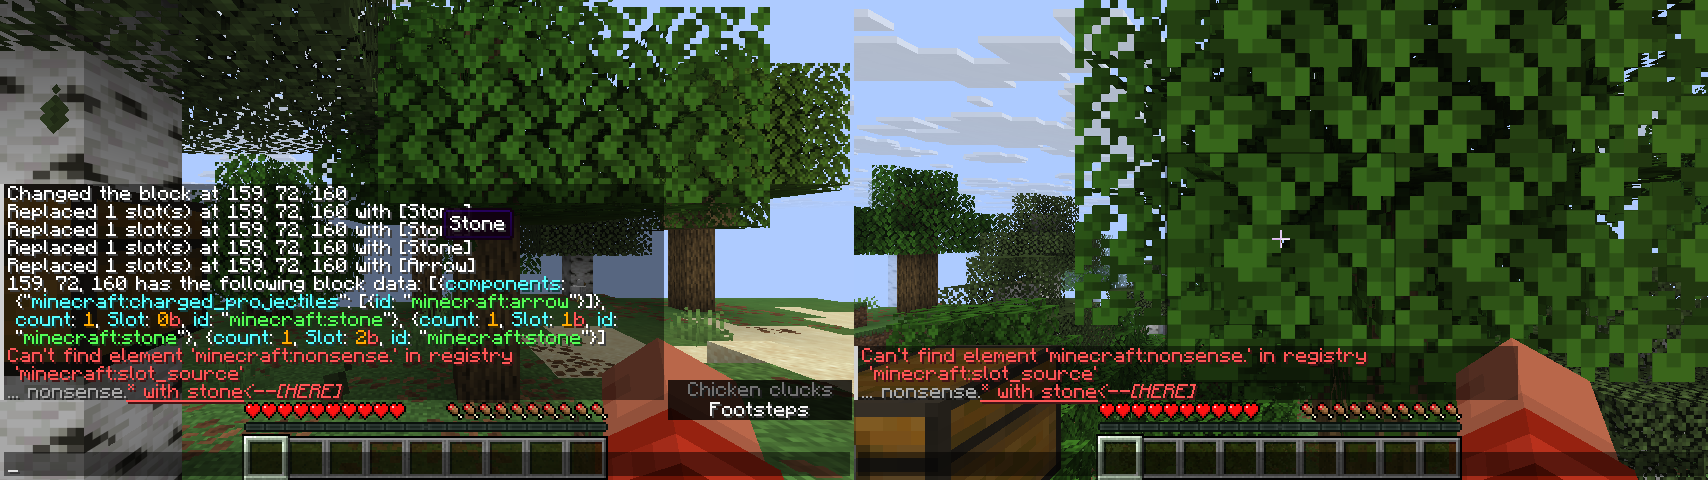 Changed the block at 159, 72, 160
Replaced 1 slot(s) at 159, 72, 160 with [Sto
Replaced 1 slot(s) at 159, 72, 160 with [Sto
Stone
Replaced 1 slot(s) at 159, 72, 160 with [Stone]
Replaced 1 slot(s) at 159, 72, 160 with [Arrow]
159, 72, 160 has the following block data: [{components:
{"minecraft:charged_projectiles": [{id: "minecraft:arrow"}]},
count: 1, Slot: 0b, id: "minecraft:stone"}, {count: 1, Slot: 1b, id:
"minecraft:stone"}, {count: 1, Slot: 2b, id: "minecraft:stone"}]
Can't find element 'minecraft:nonsense.' in registry
'minecraft:slot_source'
... nonsense.* with stone<--[HERE]
Chicken clucks
Footsteps
_
Can't find element 'minecraft:nonsense.' in registry
'minecraft:slot_source'
... nonsense.* with stone<--[HERE]